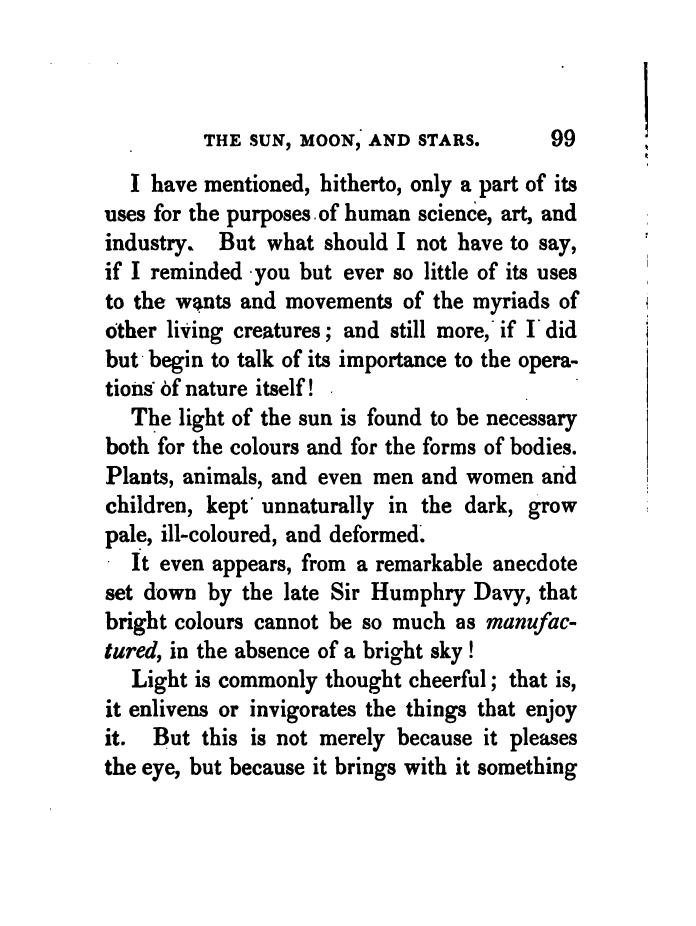 THE SUN, MOON, AND STARS. 99
I have mentioned, hitherto, only a part of its
uses for the purposes of human science, art, and
industry. But what should I not have to say,
if I reminded you but ever so little of its uses
to the wants and movements of the myriads of
other living creatures; and still more, if I did
but begin to talk of its importance to the opera-
tions of nature itself!
The light of the sun is found to be necessary
both for the colours and for the forms of bodies.
Plants, animals, and even men and women and
children, kept unnaturally in the dark, grow
pale, ill-coloured, and deformed.
It even appears, from a remarkable anecdote
set down by the late Sir Humphry Davy, that
bright colours cannot be so much as manufac-
tured, in the absence of a bright sky!
Light is commonly thought cheerful; that is,
it enlivens or invigorates the things that enjoy
it. But this is not merely because it pleases
the eye, but because it brings with it something